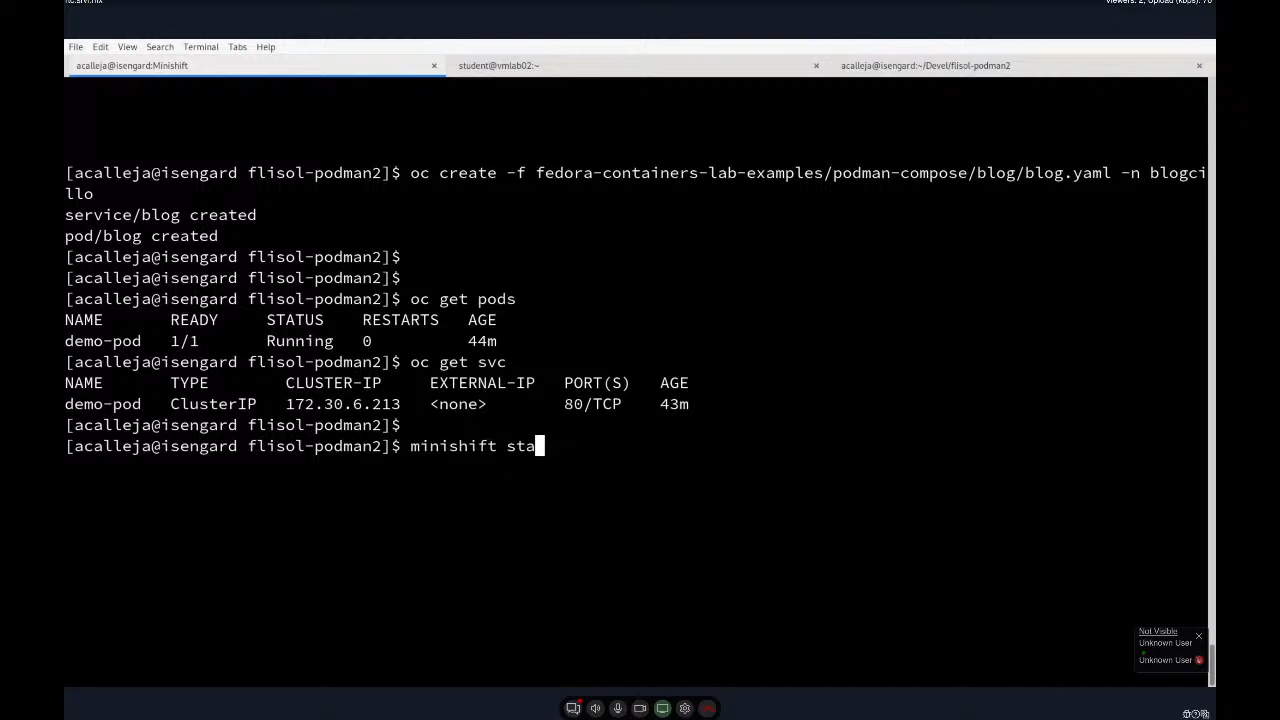 File Edit View Search Terminal Tabs Help
acalleja@isengard:Minishift × student@vmlab02:~ × acalleja@isengard:~/Devel/flisol-podman2 ×
[acalleja@isengard flisol-podman2]$ oc create -f fedora-containers-lab-examples/podman-compose/blog/blog.yaml -n blogci
llo
service/blog created
pod/blog created
[acalleja@isengard flisol-podman2]$
[acalleja@isengard flisol-podman2]$
[acalleja@isengard flisol-podman2]$ oc get pods
NAME READY STATUS RESTARTS AGE
demo-pod 1/1 Running 0 44m
[acalleja@isengard flisol-podman2]$ oc get svc
NAME TYPE CLUSTER-IP EXTERNAL-IP PORT(S) AGE
demo-pod ClusterIP 172.30.6.213 <none> 80/TCP 43m
[acalleja@isengard flisol-podman2]$
[acalleja@isengard flisol-podman2]$ minishift sta
Not Visible
Unknown User
Unknown User